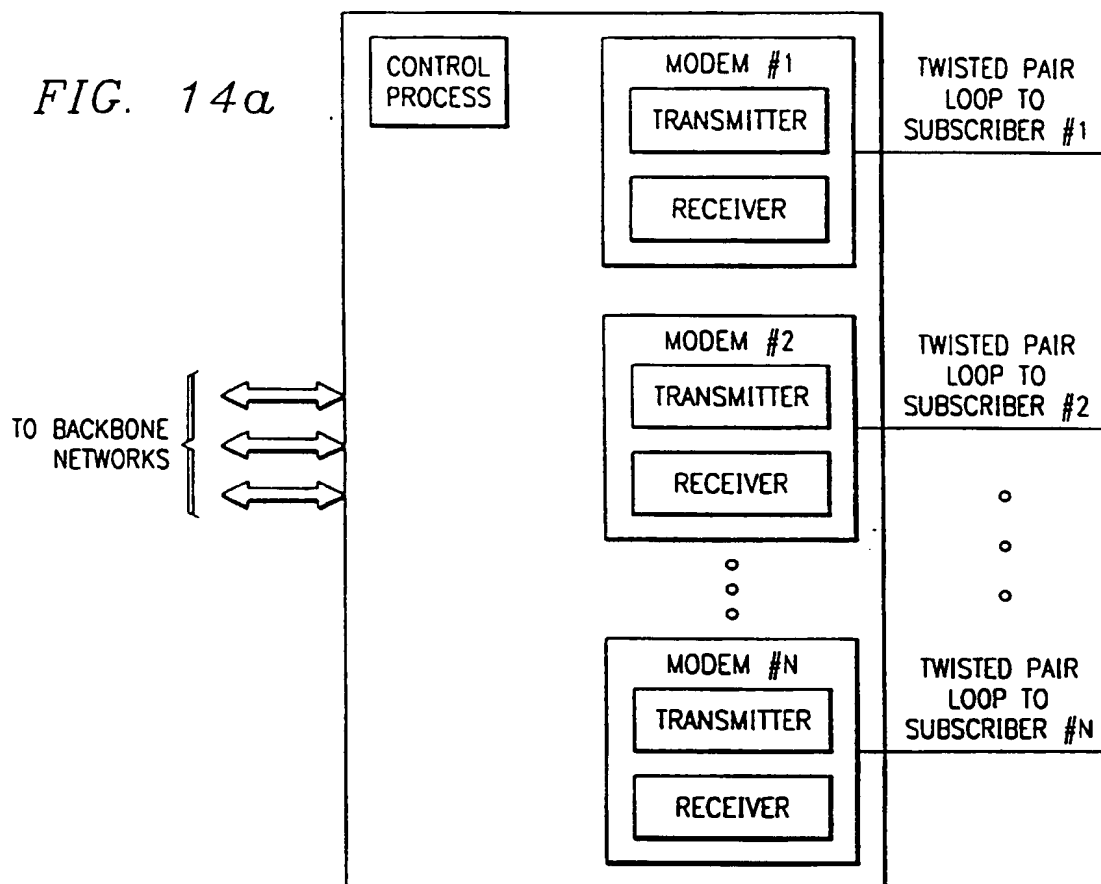 FIG. 14a
CONTROL
PROCESS
MODEM #1
TRANSMITTER
RECEIVER
TWISTED PAIR
LOOP TO
SUBSCRIBER #1
MODEM #2
TRANSMITTER
RECEIVER
TWISTED PAIR
LOOP TO
SUBSCRIBER #2
TO BACKBONE
NETWORKS
MODEM #N
TRANSMITTER
RECEIVER
TWISTED PAIR
LOOP TO
SUBSCRIBER #N